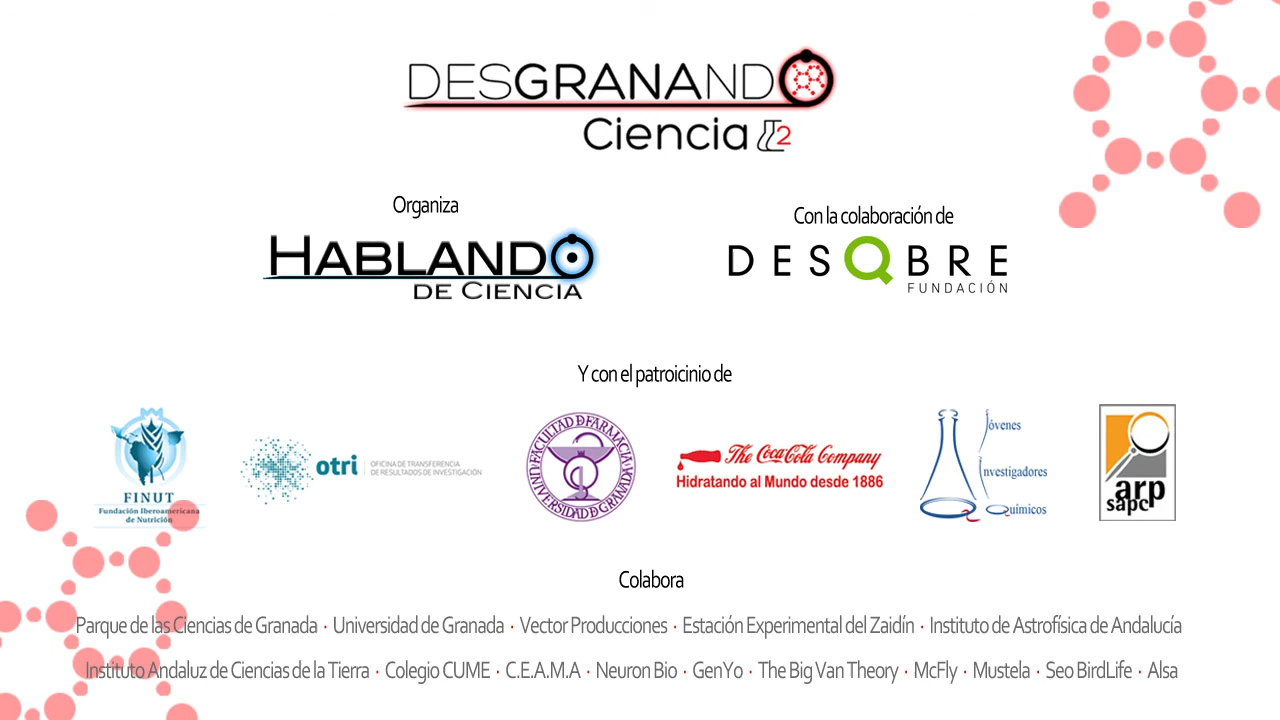 DESGRANANDO
Ciencia 2
Organiza
HABLANDO
DE CIENCIA
Con la colaboración de
DESQBRE
FUNDACIÓN
Y con el patroicinio de
FINUT
Fundación Iberoamericana
de Nutrición
otri
OFICINA DE TRANSFERENCIA
DE RESULTADOS DE INVESTIGACIÓN
FACULTAD DE FARMACIA
UNIVERSIDAD DE GRANADA
The Coca-Cola Company
Hidratando al Mundo desde 1886
Jóvenes
Investigadores
Químicos
arp
sapc
Colabora
Parque de las Ciencias de Granada · Universidad de Granada · Vector Producciones · Estación Experimental del Zaidín · Instituto de Astrofísica de Andalucía
Instituto Andaluz de Ciencias de la Tierra · Colegio CUME · C.E.A.M.A · Neuron Bio · GenYo · The Big Van Theory · McFly · Mustela · Seo BirdLife · Alsa